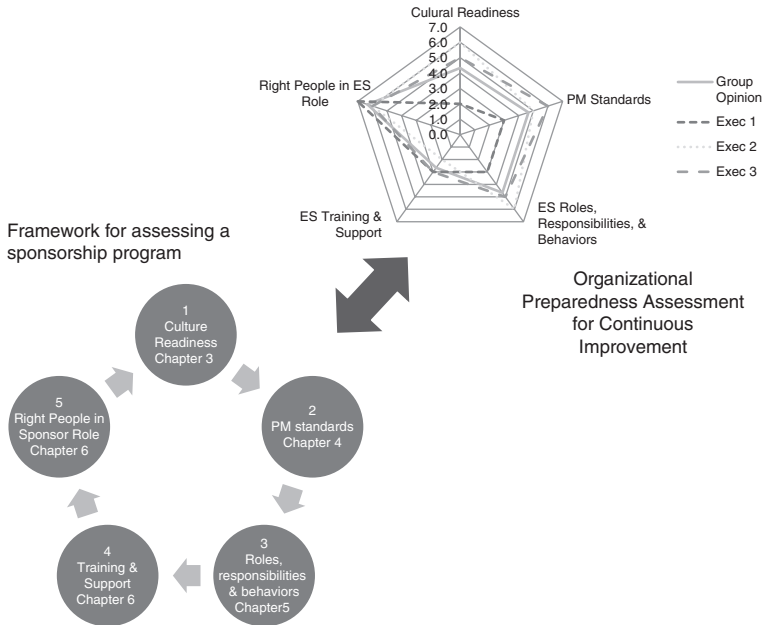 Culural Readiness
7.0
6.0
5.0
4.0
3.0
2.0
1.0
0.0
Right People in ES
Role
PM Standards
ES Training &
Support
ES Roles,
Responsibilities, &
Behaviors
Group
Opinion
Exec 1
Exec 2
Exec 3
Framework for assessing a
sponsorship program
Organizational
Preparedness Assessment
for Continuous
Improvement
1
Culture
Readiness
Chapter 3
2
PM standards
Chapter 4
3
Roles,
responsibilities
& behaviors
Chapter5
4
Training &
Support
Chapter 6
5
Right People in
Sponsor Role
Chapter 6